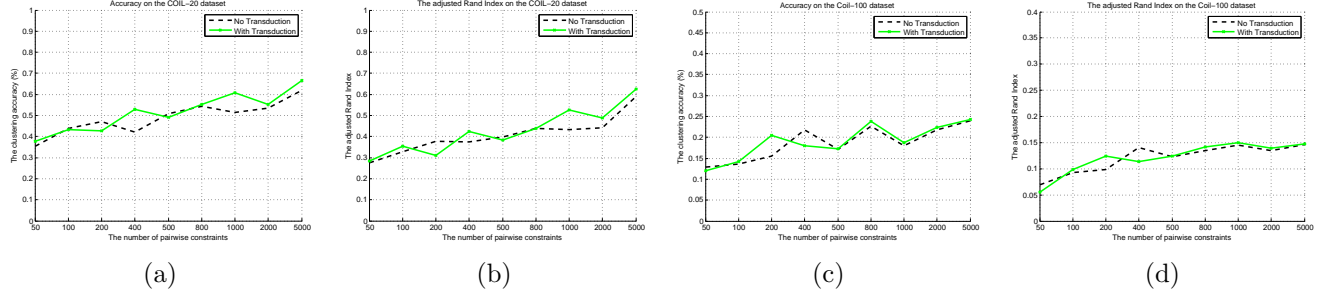 Accuracy on the COIL−20 dataset
No Transduction
With Transduction
The clustering accuracy (%)
1
0.9
0.8
0.7
0.6
0.5
0.4
0.3
0.2
0.1
0
50 100 200 400 500 800 1000 2000 5000
The number of pairwise constraints
(a)
The adjusted Rand Index on the COIL−20 dataset
No Transduction
With Transduction
The adjusted Rand Index
1
0.9
0.8
0.7
0.6
0.5
0.4
0.3
0.2
0.1
0
50 100 200 400 500 800 1000 2000 5000
The number of pairwise constraints
(b)
Accuracy on the Coil−100 dataset
No Transduction
With Transduction
The clustering accuracy (%)
0.5
0.45
0.4
0.35
0.3
0.25
0.2
0.15
0.1
0.05
0
50 100 200 400 500 800 1000 2000 5000
The number of pairwise constraints
(c)
The adjusted Rand Index on the Coil−100 dataset
No Transduction
With Transduction
The adjusted Rand Index
0.4
0.35
0.3
0.25
0.2
0.15
0.1
0.05
0
50 100 200 400 500 800 1000 2000 5000
The number of pairwise constraints
(d)